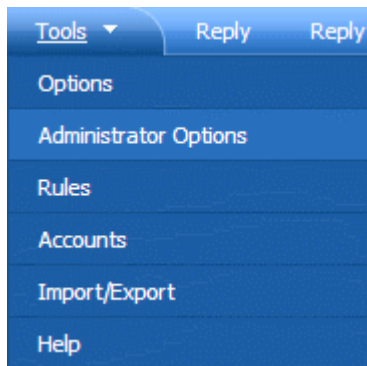 Tools Reply Reply
Options
Administrator Options
Rules
Accounts
Import/Export
Help